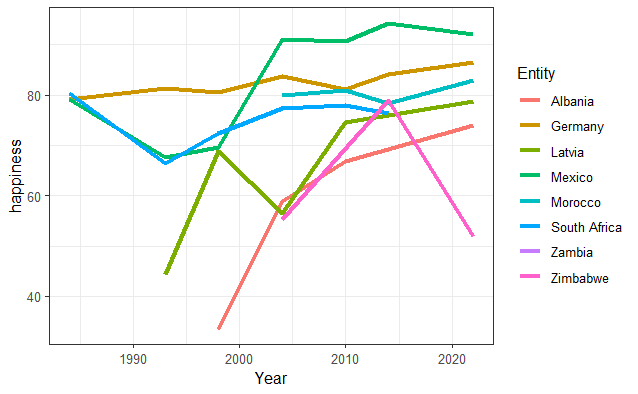 happiness
80
60
40
1990
2000
2010
2020
Year
Entity
Albania
Germany
Latvia
Mexico
Morocco
South Africa
Zambia
Zimbabwe